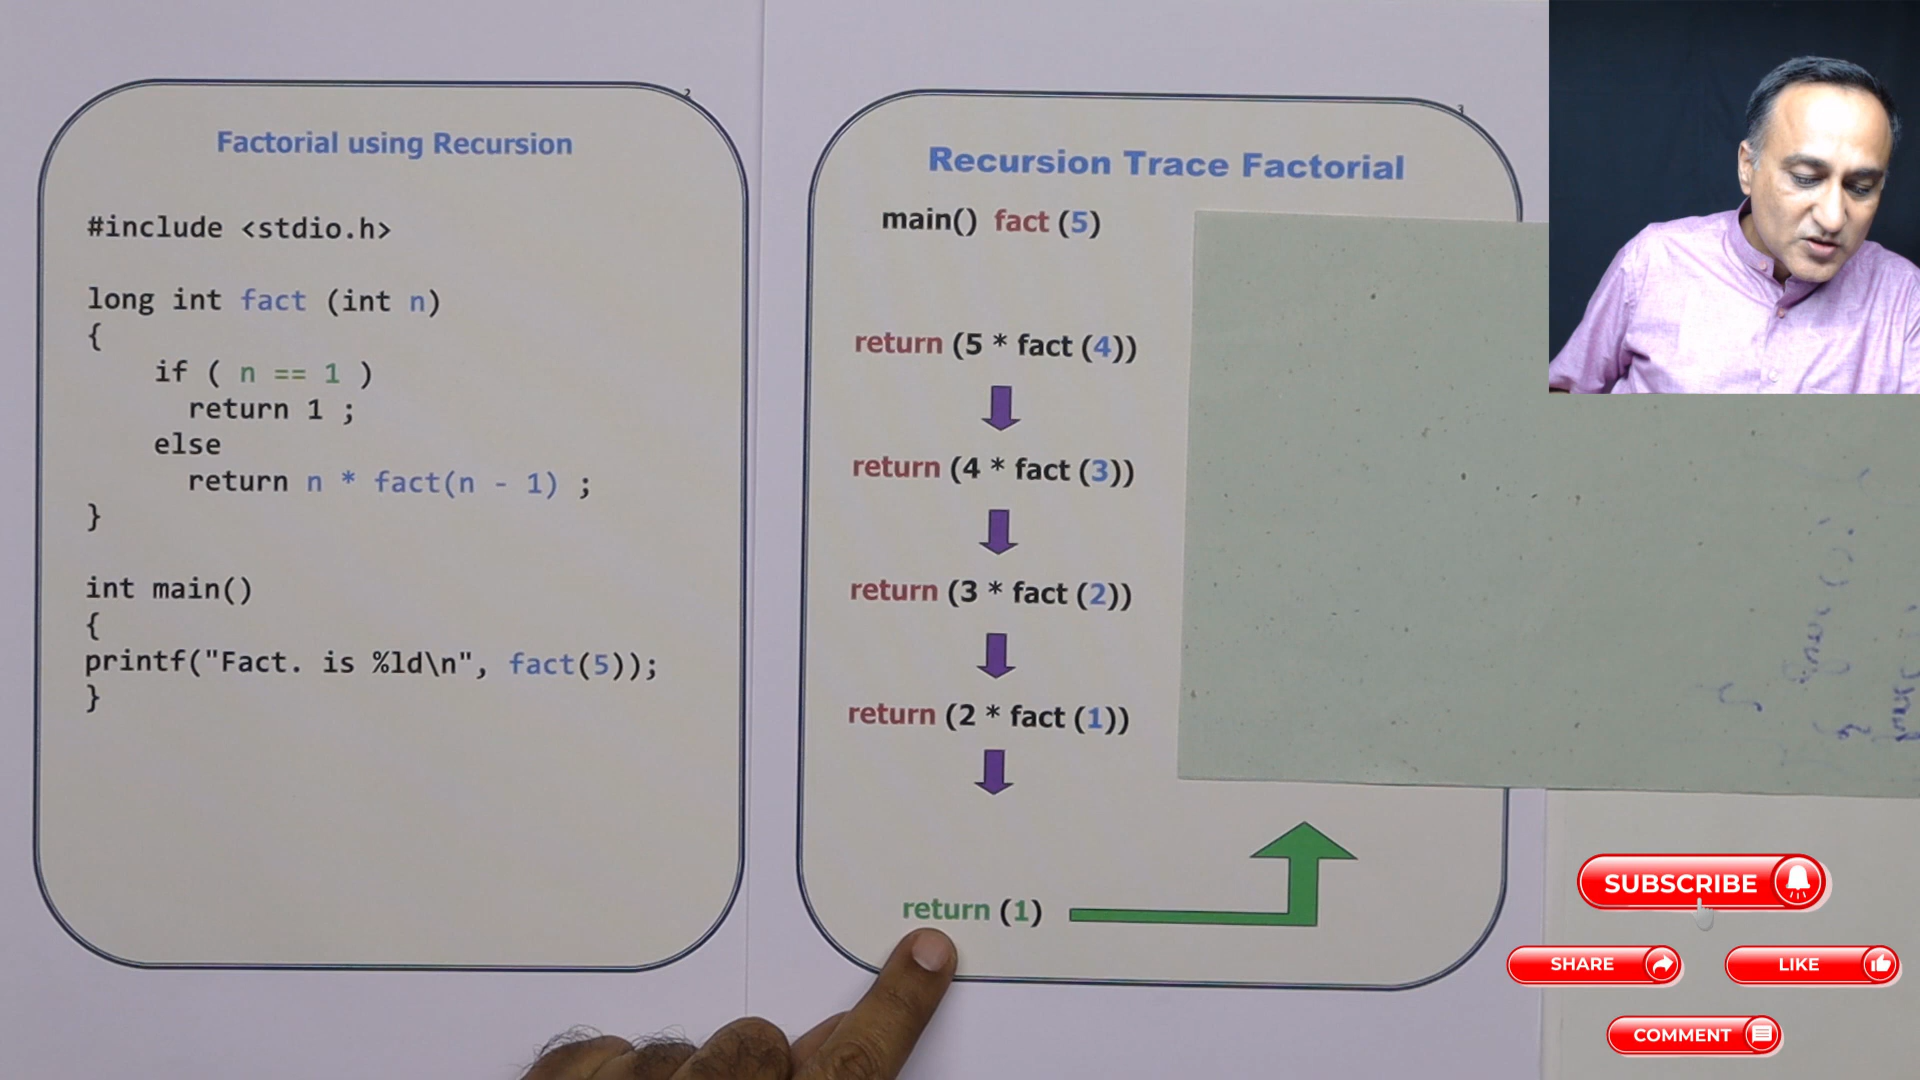 2
Factorial using Recursion
#include <stdio.h>
long int fact (int n)
{
if ( n == 1 )
return 1 ;
else
return n * fact(n - 1) ;
}
int main()
{
printf("Fact. is %ld\n", fact(5));
}
3
Recursion Trace Factorial
main() fact (5)
return (5 * fact (4))
return (4 * fact (3))
return (3 * fact (2))
return (2 * fact (1))
return (1)
SUBSCRIBE
SHARE
LIKE
COMMENT